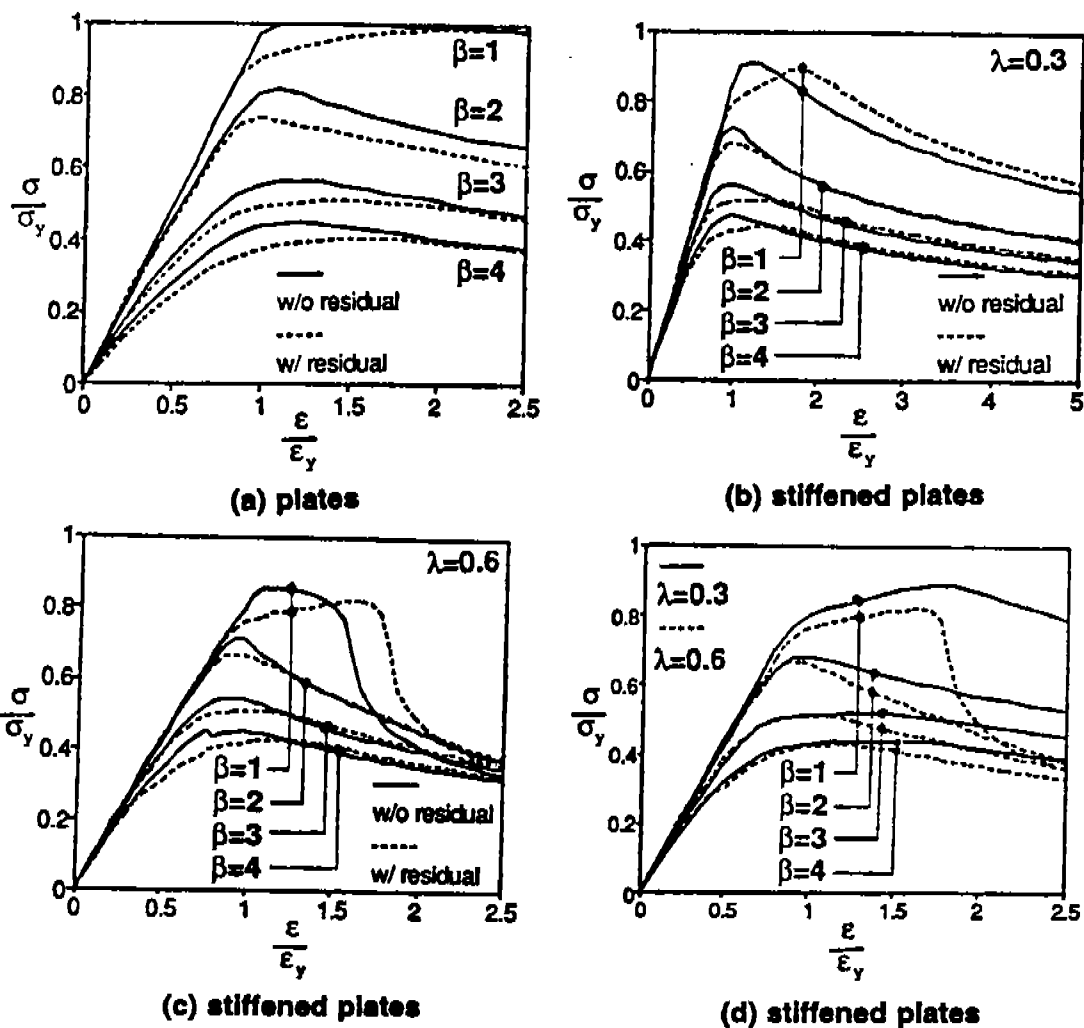 1
0.8
0.6
0.4
0.2
0
σ
σy
β=1
β=2
β=3
β=4
w/o residual
w/ residual
0 0.5 1 1.5 2 2.5
ε
εy
(a) plates
1
0.8
0.6
0.4
0.2
0
σ
σy
λ=0.3
β=1
β=2
β=3
β=4
w/o residual
w/ residual
0 1 2 3 4 5
ε
εy
(b) stiffened plates
1
0.8
0.6
0.4
0.2
0
σ
σy
λ=0.6
β=1
β=2
β=3
β=4
w/o residual
w/ residual
0 0.5 1 1.5 2 2.5
ε
εy
(c) stiffened plates
1
0.8
0.6
0.4
0.2
0
σ
σy
λ=0.3
λ=0.6
β=1
β=2
β=3
β=4
0 0.5 1 1.5 2 2.5
ε
εy
(d) stiffened plates